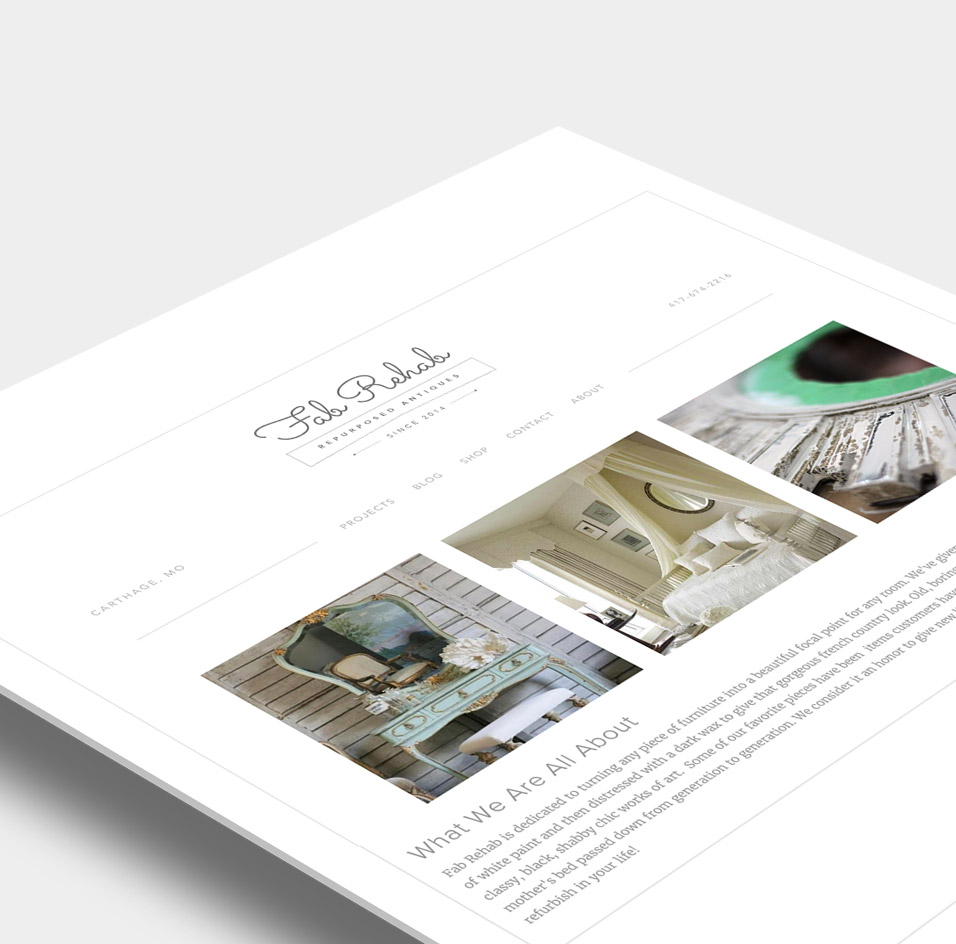 417-674-2216
Fab Rehab
REPURPOSED ANTIQUES
SINCE 2014
CARTHAGE, MO
PROJECTS BLOG SHOP CONTACT ABOUT
What We Are All About
Fab Rehab is dedicated to turning any piece of furniture into a beautiful focal point for any room. We've given
of white paint and then distressed with a dark wax to give that gorgeous french country look. Old, boring
classy, black, shabby chic works of art. Some of our favorite pieces have been items customers have
mother's bed passed down from generation to generation. We consider it an honor to give new
refurbish in your life!